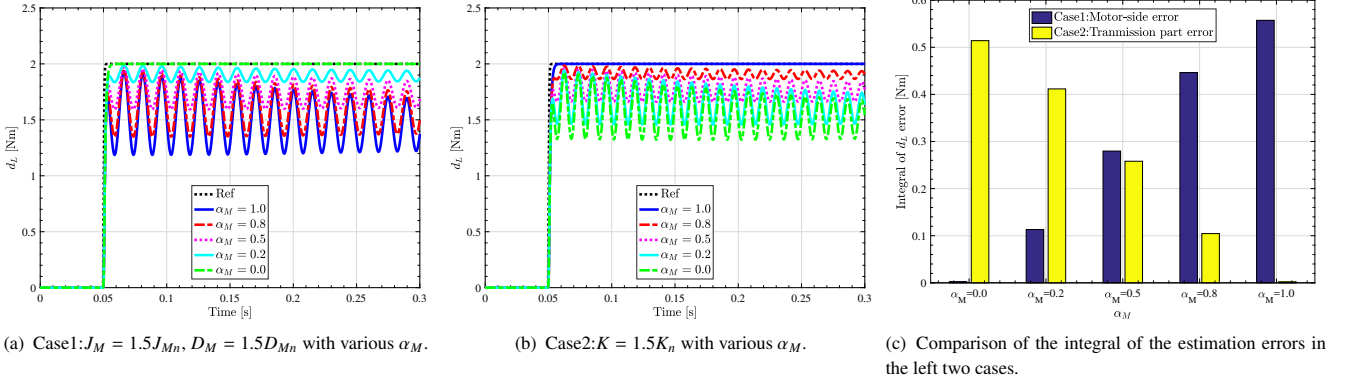 2.5
2
1.5
1
0.5
0
d_L [Nm]
Ref
α_M = 1.0
α_M = 0.8
α_M = 0.5
α_M = 0.2
α_M = 0.0
0 0.05 0.1 0.15 0.2 0.25 0.3
Time [s]
(a) Case1:J_M = 1.5J_{Mn}, D_M = 1.5D_{Mn} with various α_M.
2.5
2
1.5
1
0.5
0
d_L [Nm]
Ref
α_M = 1.0
α_M = 0.8
α_M = 0.5
α_M = 0.2
α_M = 0.0
0 0.05 0.1 0.15 0.2 0.25 0.3
Time [s]
(b) Case2:K = 1.5K_n with various α_M.
0.6
0.5
0.4
0.3
0.2
0.1
0
Integral of d_L error [Nm]
Case1:Motor-side error
Case2:Tranmission part error
α_M=0.0 α_M=0.2 α_M=0.5 α_M=0.8 α_M=1.0
α_M
(c) Comparison of the integral of the estimation errors in
the left two cases.